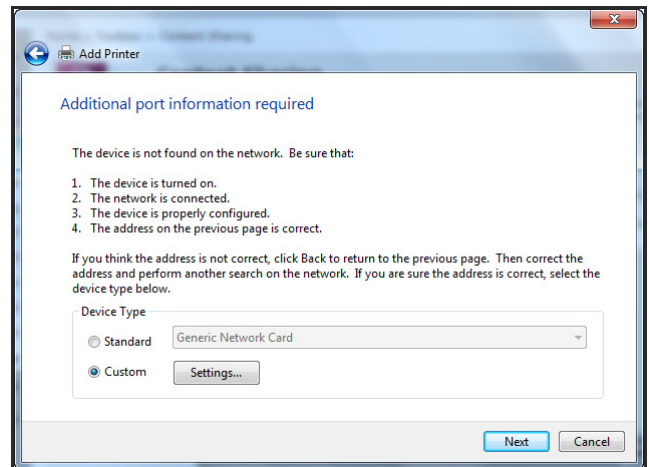 Add Printer
Additional port information required
The device is not found on the network. Be sure that:
1. The device is turned on.
2. The network is connected.
3. The device is properly configured.
4. The address on the previous page is correct.
If you think the address is not correct, click Back to return to the previous page. Then correct the
address and perform another search on the network. If you are sure the address is correct, select the
device type below.
Device Type
Standard
Generic Network Card
Custom
Settings...
Next
Cancel